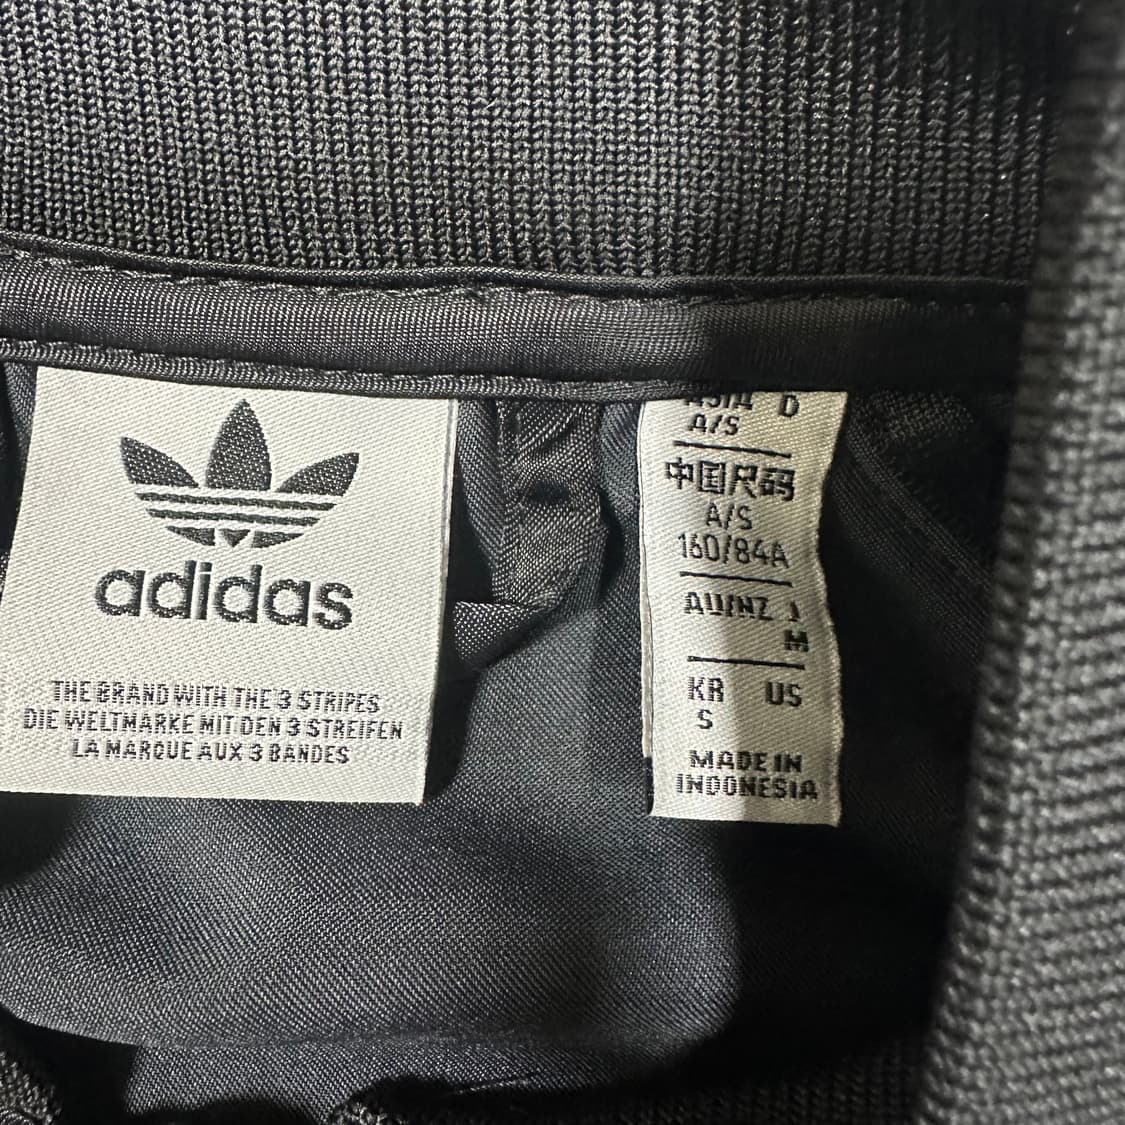 adidas
THE BRAND WITH THE 3 STRIPES
DIE WELTMARKE MIT DEN 3 STREIFEN
LA MARQUE AUX 3 BANDES
D
A/S
中国尺码
A/S
160/84A
AU/NZ J
M
KR US
S
MADE IN
INDONESIA